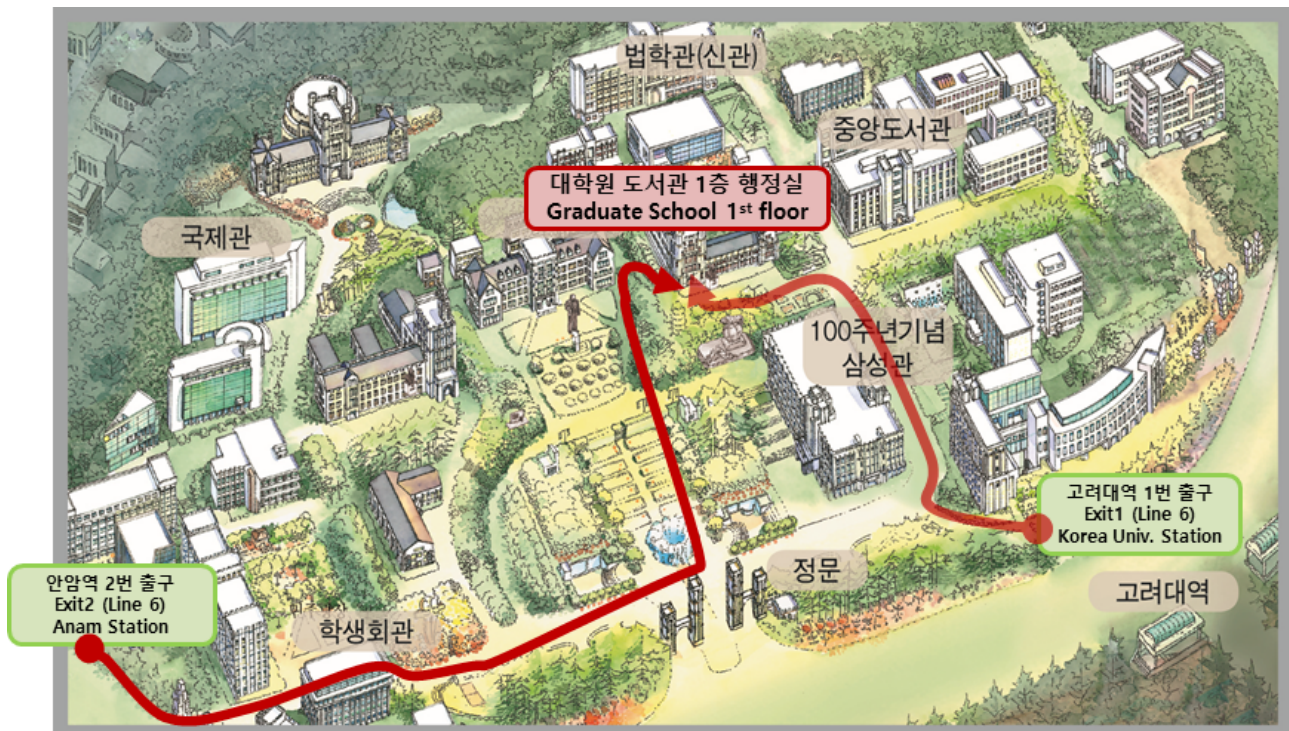 법학관(신관)
중앙도서관
대학원 도서관 1층 행정실
Graduate School 1st floor
국제관
100주년기념
삼성관
고려대역 1번 출구
Exit1 (Line 6)
Korea Univ. Station
안암역 2번 출구
Exit2 (Line 6)
Anam Station
정문
고려대역
학생회관